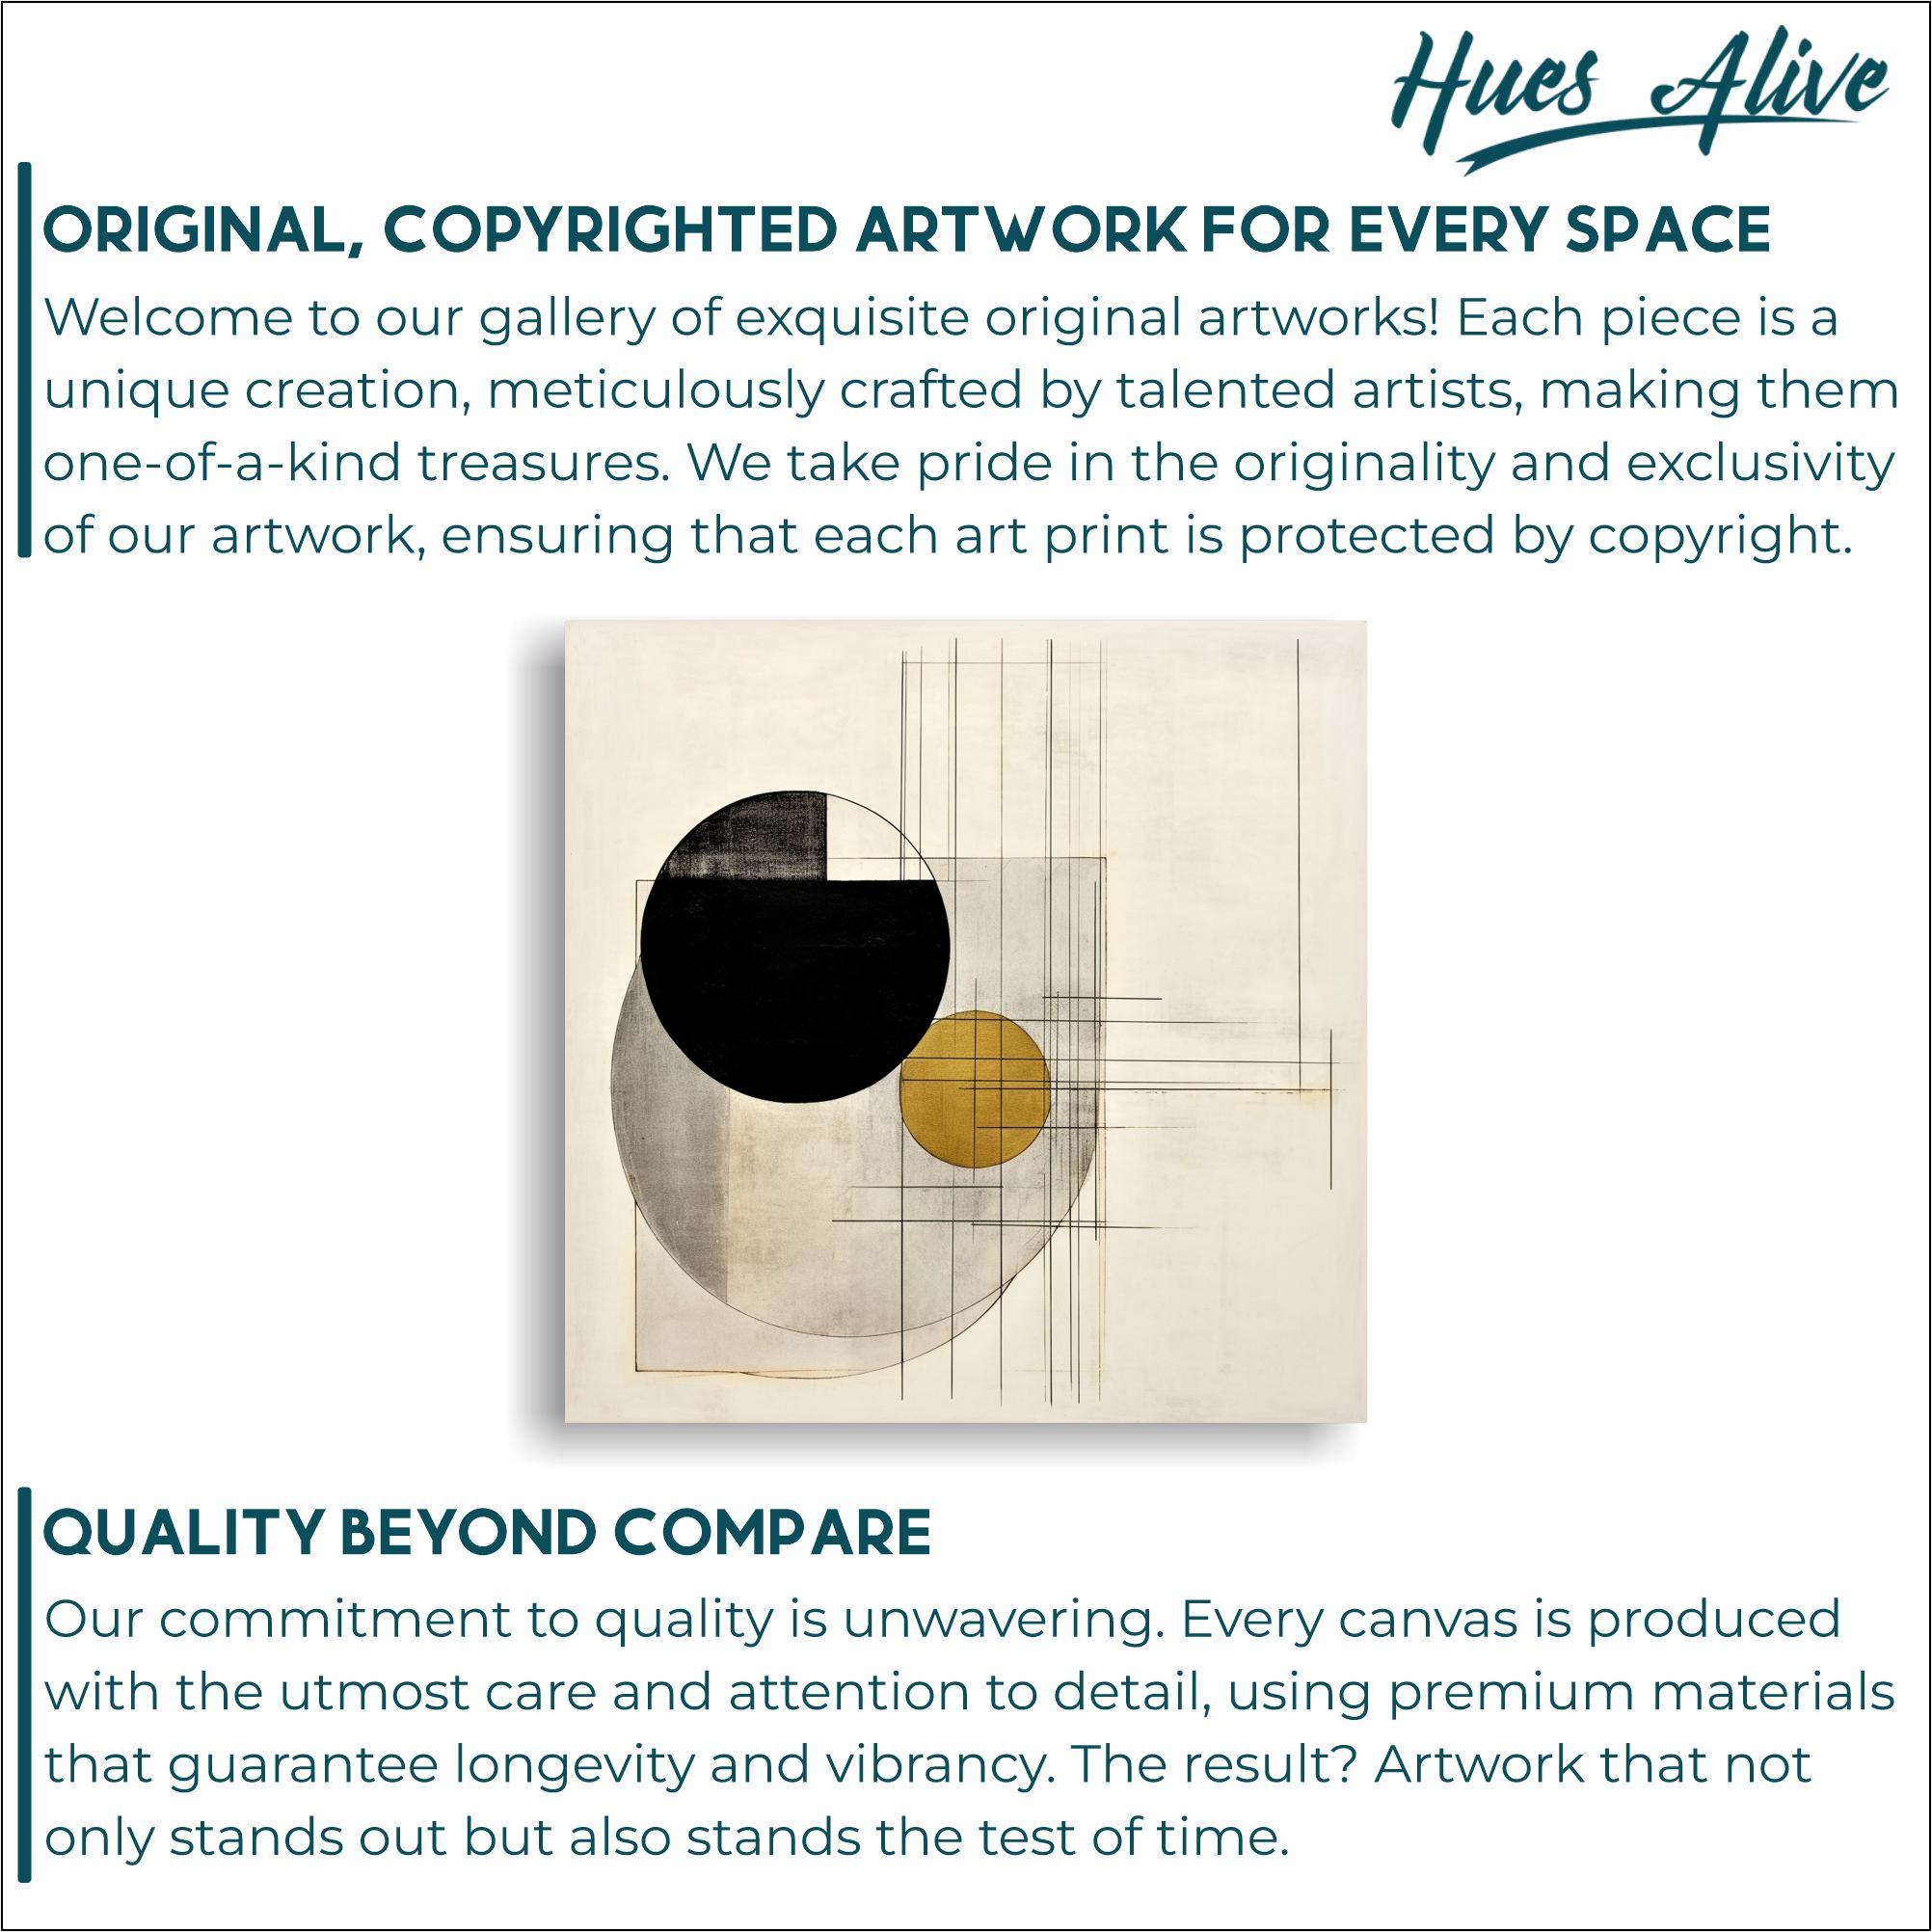 Hues Alive
ORIGINAL, COPYRIGHTED ARTWORK FOR EVERY SPACE
Welcome to our gallery of exquisite original artworks! Each piece is a
unique creation, meticulously crafted by talented artists, making them
one-of-a-kind treasures. We take pride in the originality and exclusivity
of our artwork, ensuring that each art print is protected by copyright.
QUALITY BEYOND COMPARE
Our commitment to quality is unwavering. Every canvas is produced
with the utmost care and attention to detail, using premium materials
that guarantee longevity and vibrancy. The result? Artwork that not
only stands out but also stands the test of time.